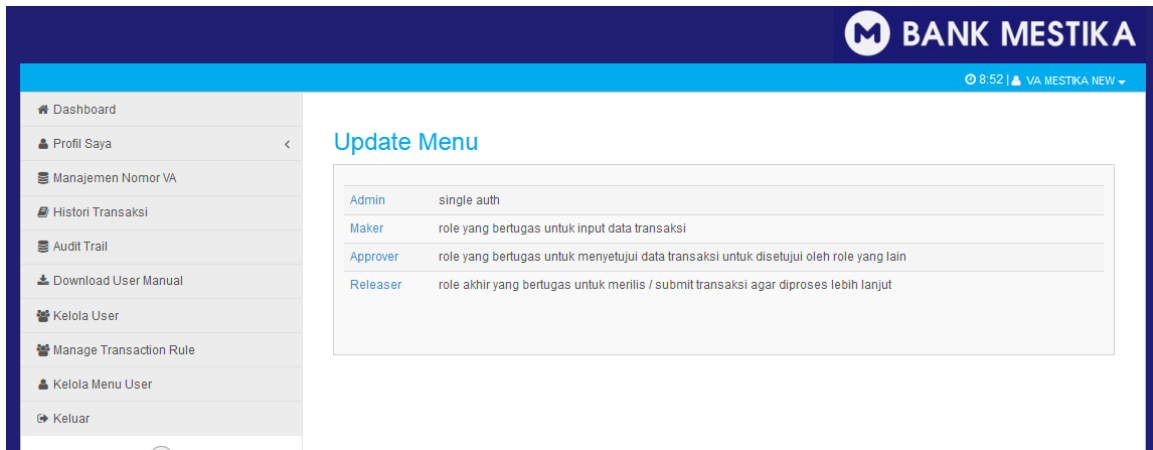 BANK MESTIKA
8:52 | VA MESTIKA NEW
Dashboard
Profil Saya
Manajemen Nomor VA
Histori Transaksi
Audit Trail
Download User Manual
Kelola User
Manage Transaction Rule
Kelola Menu User
Keluar
Update Menu
Admin single auth
Maker role yang bertugas untuk input data transaksi
Approver role yang bertugas untuk menyetujui data transaksi untuk disetujui oleh role yang lain
Releaser role akhir yang bertugas untuk merilis / submit transaksi agar diproses lebih lanjut